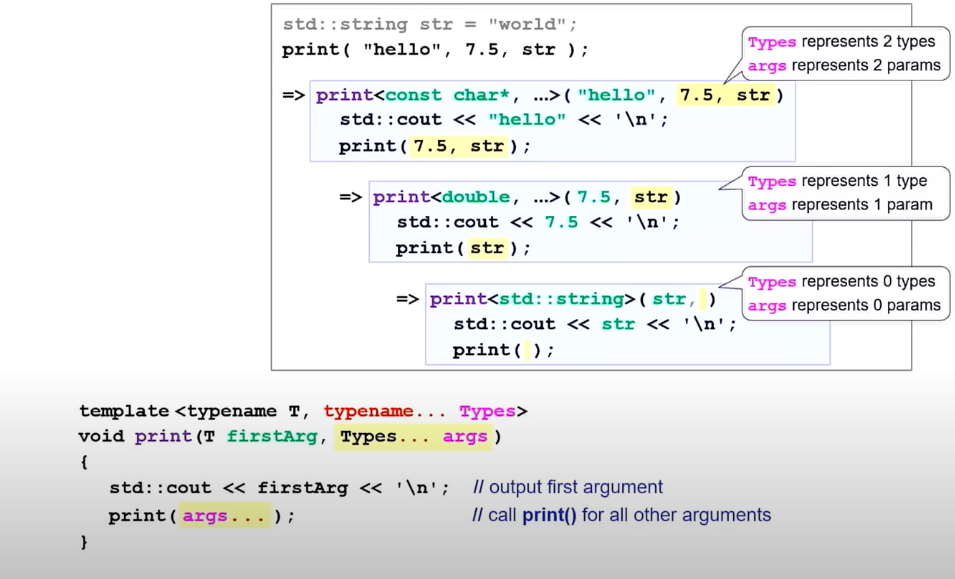 std::string str = "world";
print( "hello", 7.5, str );
Types represents 2 types
args represents 2 params
=> print<const char*, ...>( "hello", 7.5, str )
std::cout << "hello" << '\n';
print( 7.5, str );
Types represents 1 type
args represents 1 param
=> print<double, ...>( 7.5, str )
std::cout << 7.5 << '\n';
print( str );
Types represents 0 types
args represents 0 params
=> print<std::string>( str, )
std::cout << str << '\n';
print( );
template <typename T, typename... Types>
void print(T firstArg, Types... args)
{
std::cout << firstArg << '\n'; // output first argument
print( args... ); // call print() for all other arguments
}